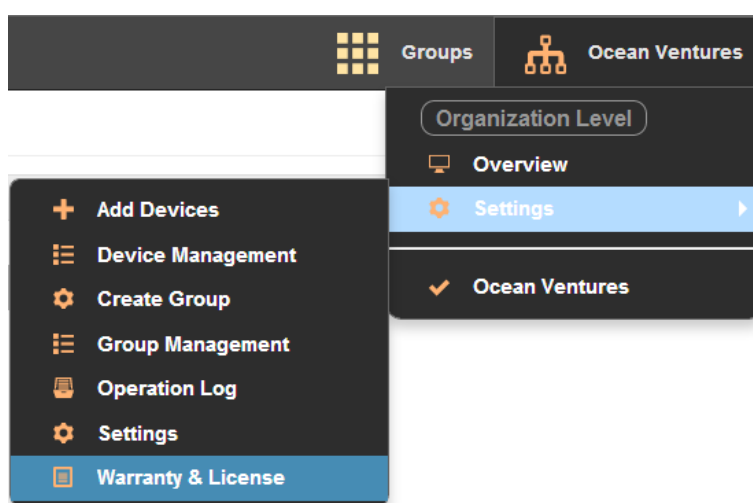 Groups
Ocean Ventures
Organization Level
Overview
Settings
Ocean Ventures
Add Devices
Device Management
Create Group
Group Management
Operation Log
Settings
Warranty & License